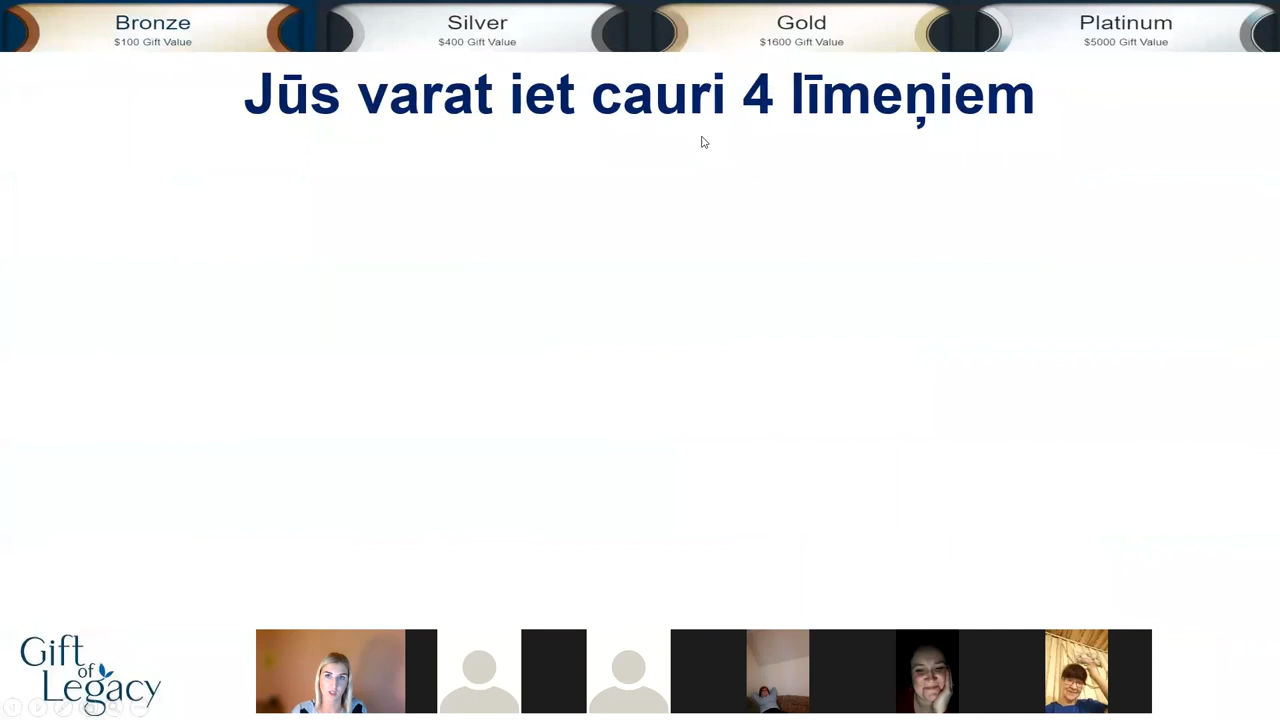 Bronze
$100 Gift Value
Silver
$400 Gift Value
Gold
$1600 Gift Value
Platinum
$5000 Gift Value
Jūs varat iet cauri 4 līmeņiem
Gift
of
Legacy